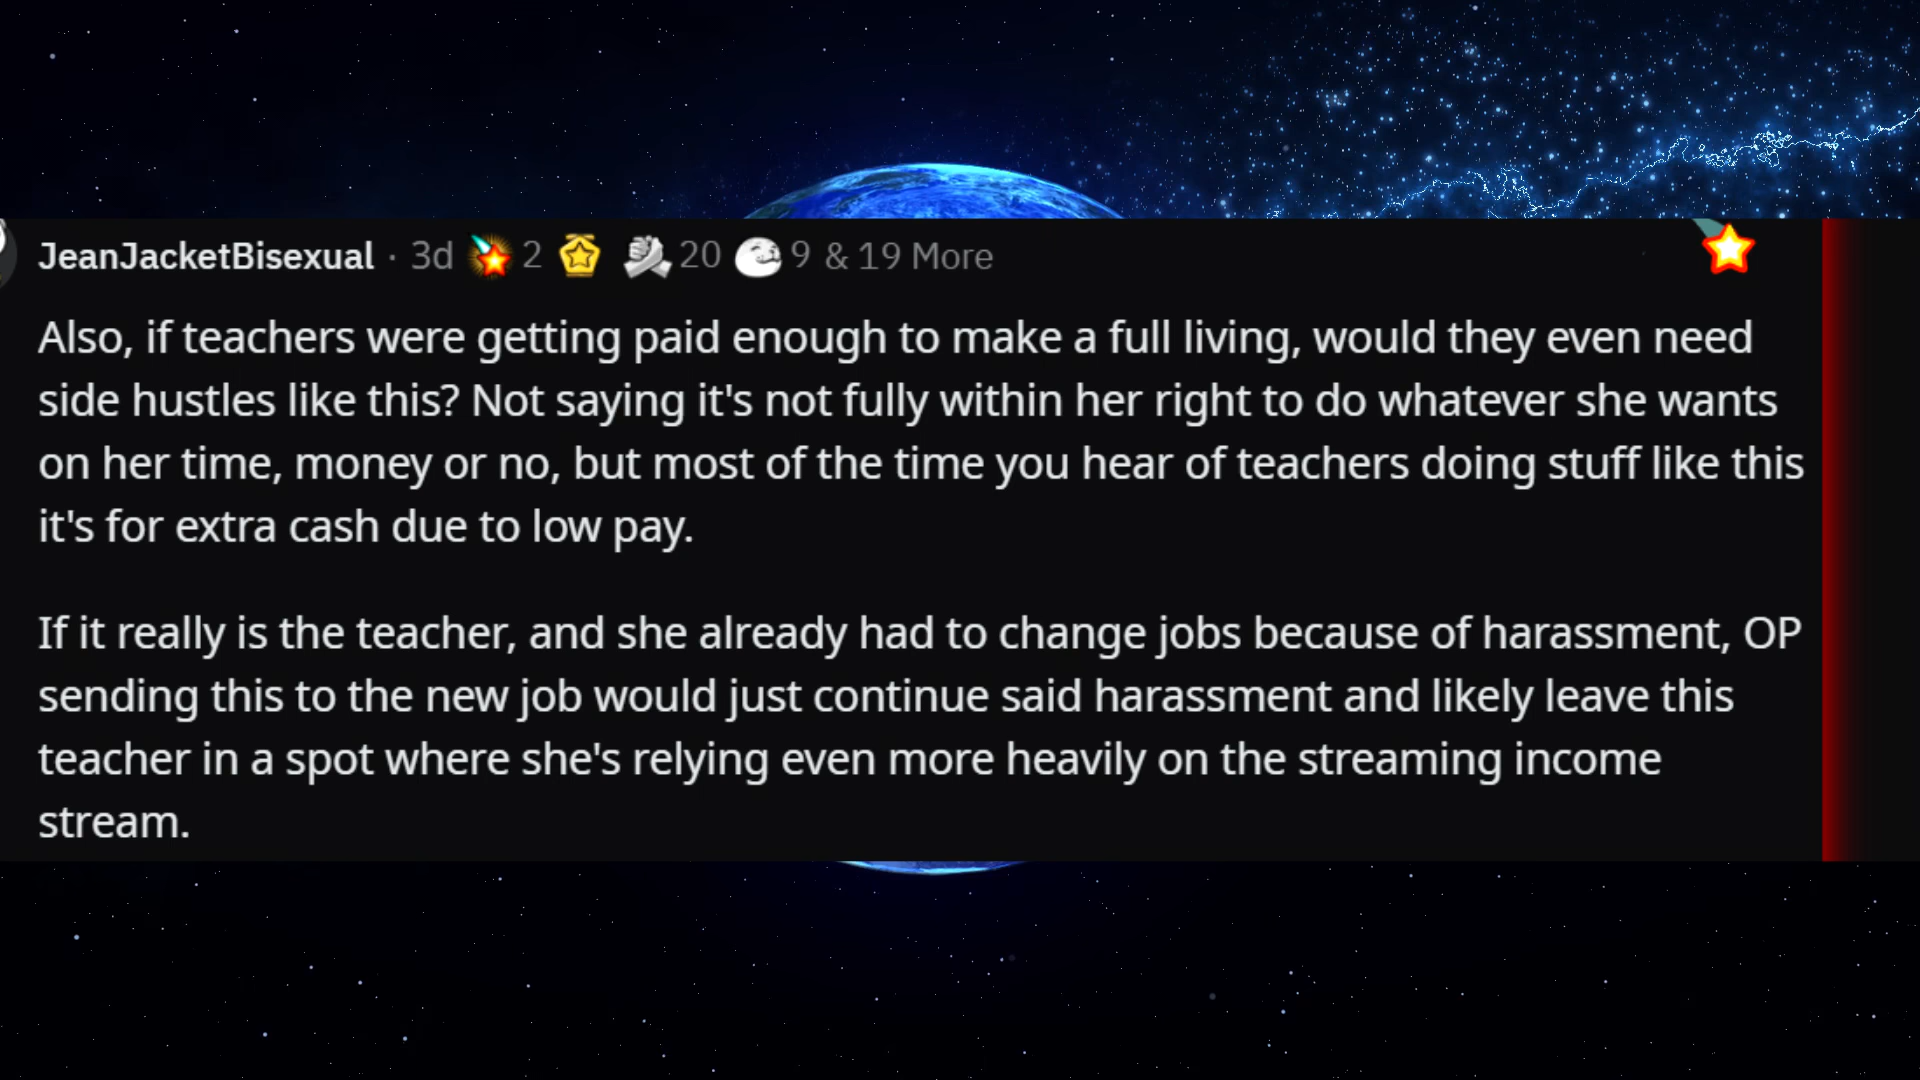 JeanJacketBisexual · 3d 2 20 9 & 19 More
Also, if teachers were getting paid enough to make a full living, would they even need
side hustles like this? Not saying it's not fully within her right to do whatever she wants
on her time, money or no, but most of the time you hear of teachers doing stuff like this
it's for extra cash due to low pay.
If it really is the teacher, and she already had to change jobs because of harassment, OP
sending this to the new job would just continue said harassment and likely leave this
teacher in a spot where she's relying even more heavily on the streaming income
stream.